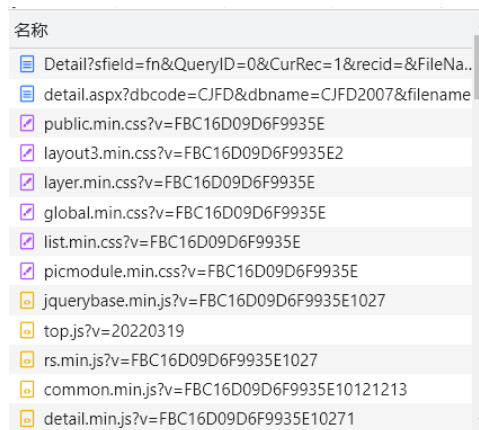 名称
Detail?sfield=fn&QueryID=0&CurRec=1&recid=&FileNa...
detail.aspx?dbcode=CJFD&dbname=CJFD2007&filename
public.min.css?v=FBC16D09D6F9935E
layout3.min.css?v=FBC16D09D6F9935E2
layer.min.css?v=FBC16D09D6F9935E
global.min.css?v=FBC16D09D6F9935E
list.min.css?v=FBC16D09D6F9935E
picmodule.min.css?v=FBC16D09D6F9935E
jquerybase.min.js?v=FBC16D09D6F9935E1027
top.js?v=20220319
rs.min.js?v=FBC16D09D6F9935E1027
common.min.js?v=FBC16D09D6F9935E10121213
detail.min.js?v=FBC16D09D6F9935E10271